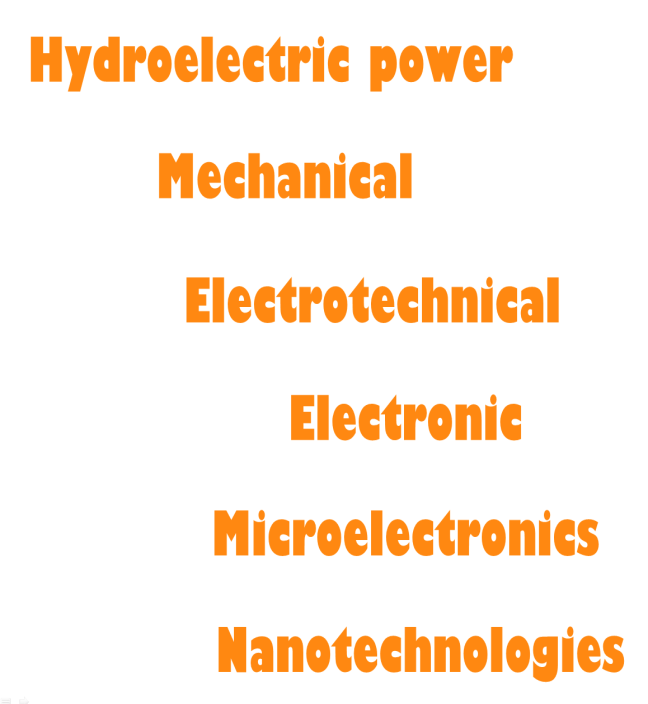 Hydroelectric power
Mechanical
Electrotechnical
Electronic
Microelectronics
Nanotechnologies